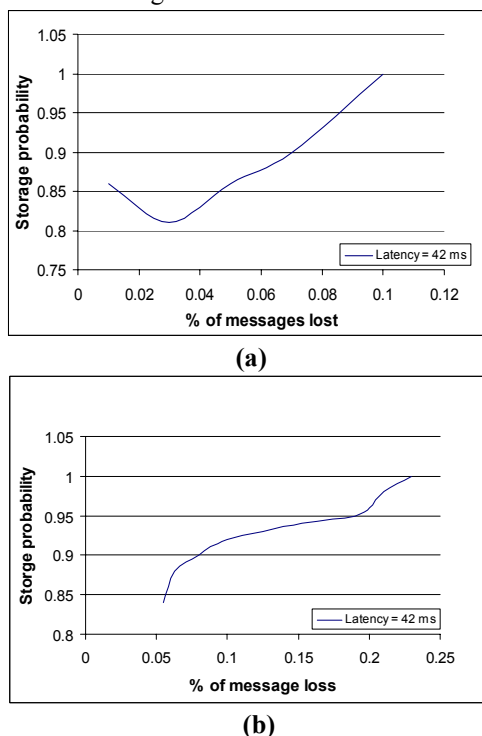 1.05
1
0.95
0.9
0.85
0.8
0.75
Storage probability
0 0.02 0.04 0.06 0.08 0.1 0.12
% of messages lost
Latency = 42 ms
(a)
1.05
1
0.95
0.9
0.85
0.8
Storge probability
0 0.05 0.1 0.15 0.2 0.25
% of message loss
Latency = 42 ms
(b)